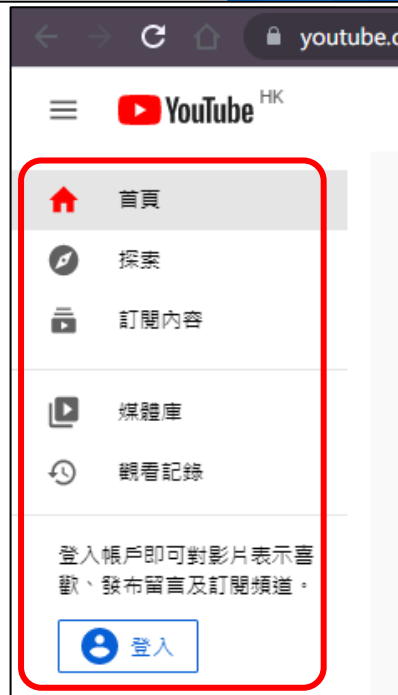 youtube.c
YouTube HK
首頁
探索
訂閱內容
媒體庫
觀看記錄
登入帳戶即可對影片表示喜
歡、發布留言及訂閱頻道。
登入